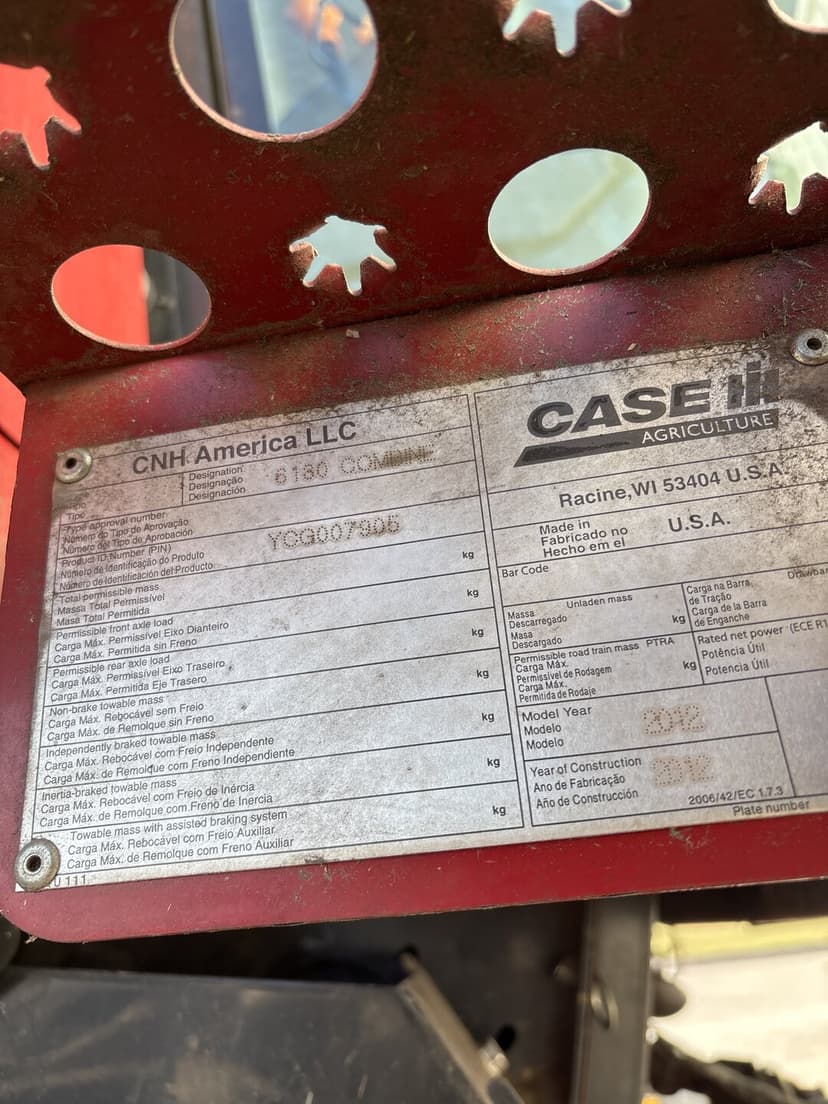 CNH America LLC
CASE IH
AGRICULTURE
Racine, WI 53404 U.S.A.
Tipo
Designation
Designação
Designación
6130 COMBINE
Type approval number
Número do Tipo de Aprovação
Número del Tipo de Aprobación
Product ID Number (PIN)
Número de Identificação do Produto
Número de Identificación del Producto
YCG007305
Total permissible mass
Massa Total Permissível
Masa Total Permitida
kg
Permissible front axle load
Carga Máx. Permissível Eixo Dianteiro
Carga Máx. Permitida sin Freno
kg
Permissible rear axle load
Carga Máx. Permissível Eixo Traseiro
Carga Máx. Permitida Eje Trasero
kg
Non-brake towable mass
Carga Máx. Rebocável sem Freio
Carga Máx. de Remolque sin Freno
kg
Independently braked towable mass
Carga Máx. Rebocável com Freio Independente
Carga Máx. de Remolque com Freno Independiente
kg
Inertia-braked towable mass
Carga Máx. Rebocável com Freio de Inércia
Carga Máx. de Remolque com Freno de Inercia
kg
Towable mass with assisted braking system
Carga Máx. Rebocável com Freio Auxiliar
Carga Máx. de Remolque com Freno Auxiliar
kg
U 111
Made in
Fabricado no
Hecho em el
U.S.A.
Bar Code
Unladen mass
Massa
Descarregado
Masa
Descargado
kg
Drawbar
Carga na Barra
de Tração
Carga de la Barra
de Enganche
Permissible road train mass PTRA
Carga Máx.
Permissível de Rodagem
Carga Máx.
Permitida de Rodaje
kg
Rated net power (ECE R1
Potência Útil
Potencia Útil
Model Year
Modelo
Modelo
2012
Year of Construction
Ano de Fabricação
Año de Construcción
2012
2006/42/EC 1.7.3
Plate number